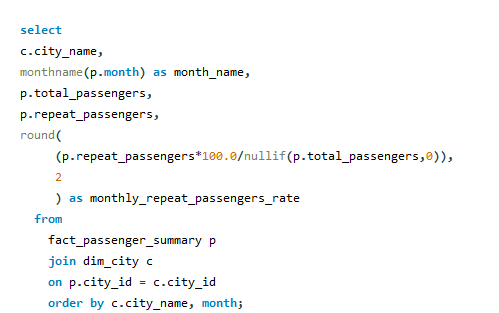 select
c.city_name,
monthname(p.month) as month_name,
p.total_passengers,
p.repeat_passengers,
round(
(p.repeat_passengers*100.0/nullif(p.total_passengers,0)),
2
) as monthly_repeat_passengers_rate
from
fact_passenger_summary p
join dim_city c
on p.city_id = c.city_id
order by c.city_name, month;